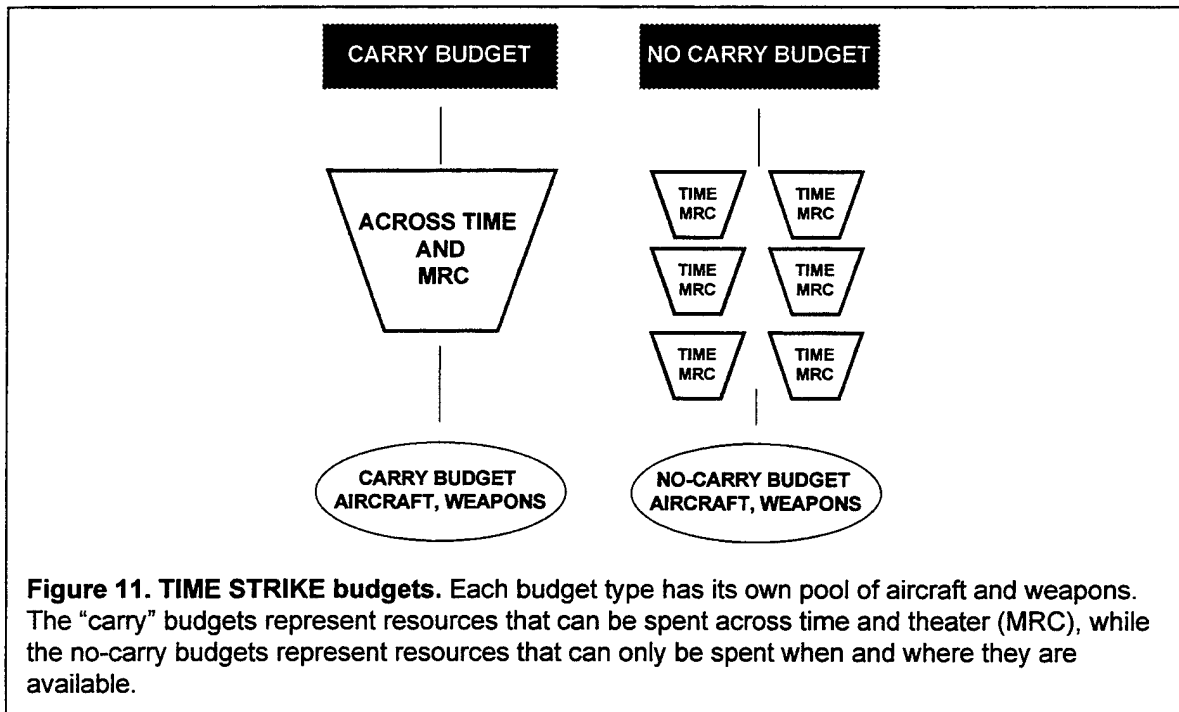 CARRY BUDGET
NO CARRY BUDGET
ACROSS TIME
AND
MRC
TIME
MRC
TIME
MRC
TIME
MRC
TIME
MRC
TIME
MRC
TIME
MRC
CARRY BUDGET
AIRCRAFT, WEAPONS
NO-CARRY BUDGET
AIRCRAFT, WEAPONS
Figure 11. TIME STRIKE budgets. Each budget type has its own pool of aircraft and weapons.
The “carry” budgets represent resources that can be spent across time and theater (MRC), while
the no-carry budgets represent resources that can only be spent when and where they are
available.